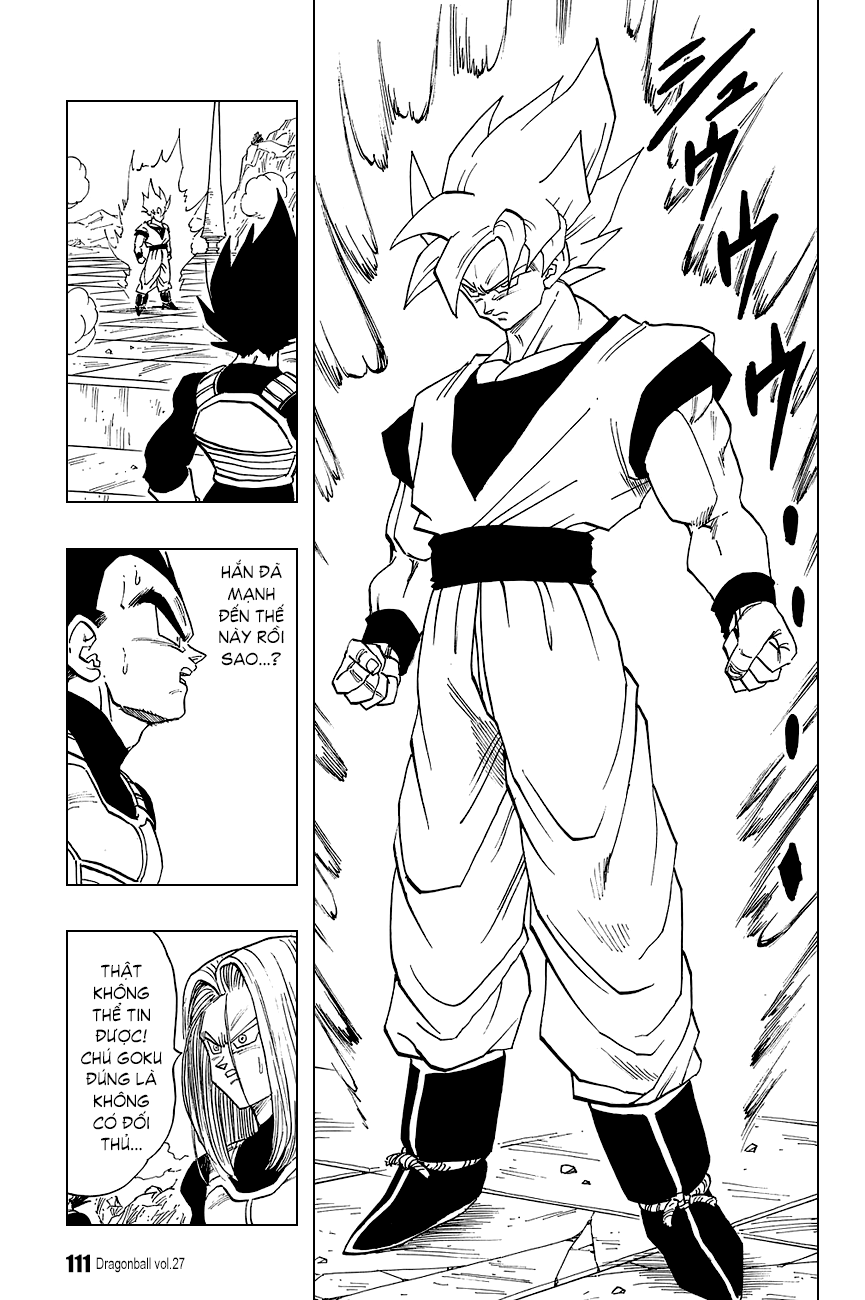 シュウウウ...
HẮN ĐÃ
MẠNH
ĐẾN THẾ
NÀY RỒI
SAO...?
THẬT
KHÔNG
THỂ TIN
ĐƯỢC!
CHÚ GOKU
ĐÚNG LÀ
KHÔNG
CÓ ĐỐI
THỦ...
111 Dragonball vol.27